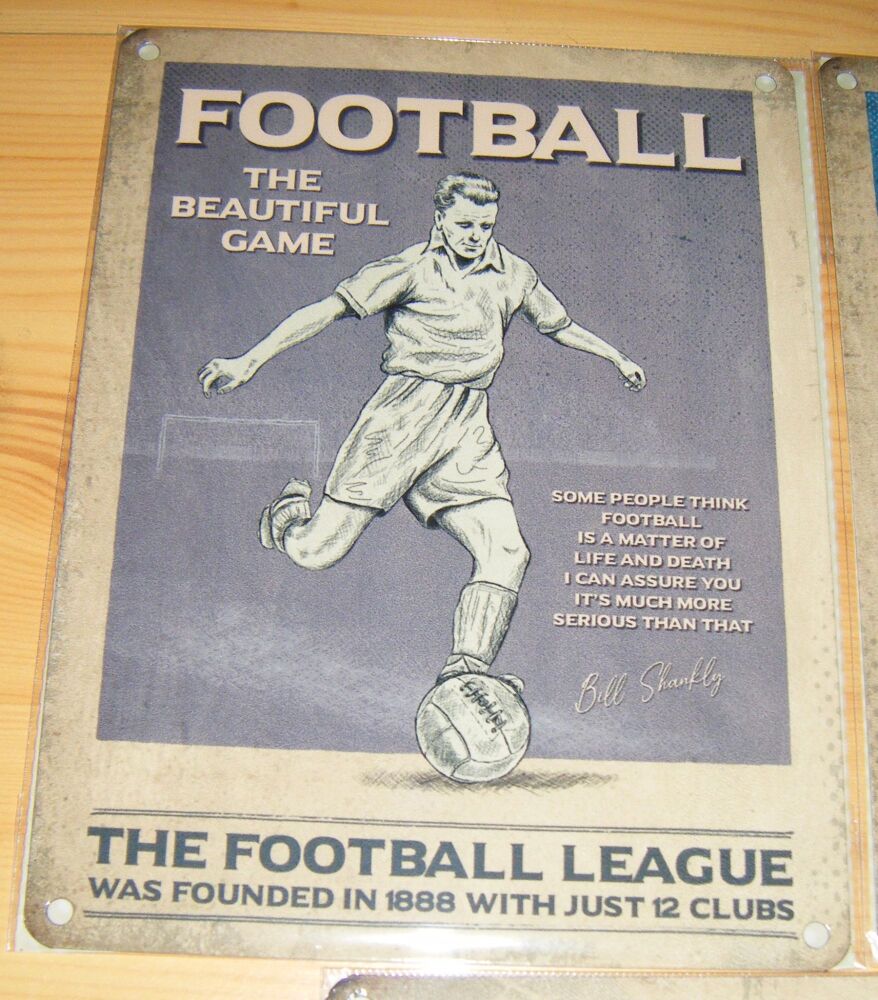 FOOTBALL
THE
BEAUTIFUL
GAME
SOME PEOPLE THINK
FOOTBALL
IS A MATTER OF
LIFE AND DEATH
I CAN ASSURE YOU
IT'S MUCH MORE
SERIOUS THAN THAT
Bill Shankly
THE FOOTBALL LEAGUE
WAS FOUNDED IN 1888 WITH JUST 12 CLUBS